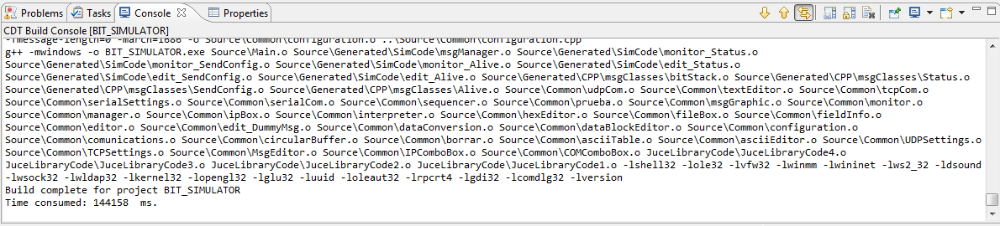 Problems Tasks Console Properties
CDT Build Console [BIT_SIMULATOR]
-fmessage-length=0 -march=i686 -o Source\Common\configuration.o ..\Source\Common\configuration.cpp
g++ -mwindows -o BIT_SIMULATOR.exe Source\Main.o Source\Generated\SimCode\msgManager.o Source\Generated\SimCode\monitor_Status.o
Source\Generated\SimCode\monitor_SendConfig.o Source\Generated\SimCode\monitor_Alive.o Source\Generated\SimCode\edit_Status.o
Source\Generated\SimCode\edit_SendConfig.o Source\Generated\SimCode\edit_Alive.o Source\Generated\CPP\msgClasses\bitStack.o Source\Generated\CPP\msgClasses\Status.o
Source\Generated\CPP\msgClasses\SendConfig.o Source\Generated\CPP\msgClasses\Alive.o Source\Common\udpCom.o Source\Common\textEditor.o Source\Common\tcpCom.o
Source\Common\serialSettings.o Source\Common\serialCom.o Source\Common\sequencer.o Source\Common\prueba.o Source\Common\msgGraphic.o Source\Common\monitor.o
Source\Common\manager.o Source\Common\ipBox.o Source\Common\interpreter.o Source\Common\hexEditor.o Source\Common\fileBox.o Source\Common\fieldInfo.o
Source\Common\editor.o Source\Common\edit_DummyMsg.o Source\Common\dataConversion.o Source\Common\dataBlockEditor.o Source\Common\configuration.o
Source\Common\comunications.o Source\Common\circularBuffer.o Source\Common\borrar.o Source\Common\asciiTable.o Source\Common\asciiEditor.o Source\Common\UDPSettings.o
Source\Common\TCPSettings.o Source\Common\MsgEditor.o Source\Common\IPComboBox.o Source\Common\COMComboBox.o JuceLibraryCode\JuceLibraryCode4.o
JuceLibraryCode\JuceLibraryCode3.o JuceLibraryCode\JuceLibraryCode2.o JuceLibraryCode\JuceLibraryCode1.o -lshell32 -lole32 -lvfw32 -lwinmm -lwininet -lws2_32 -ldsound
-lwsock32 -lwldap32 -lkernel32 -lopengl32 -lglu32 -luuid -loleaut32 -lrpcrt4 -lgdi32 -lcomdlg32 -lversion
Build complete for project BIT_SIMULATOR
Time consumed: 144158  ms.